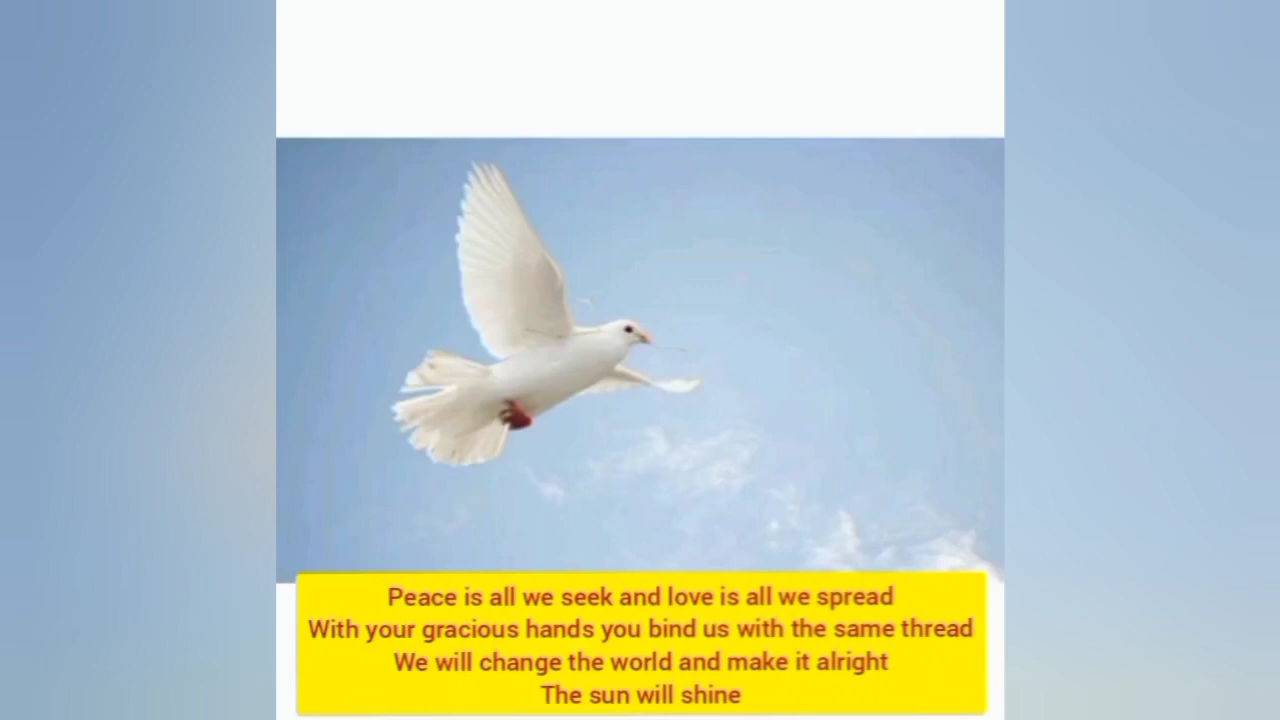 Peace is all we seek and love is all we spread
With your gracious hands you bind us with the same thread
We will change the world and make it alright
The sun will shine